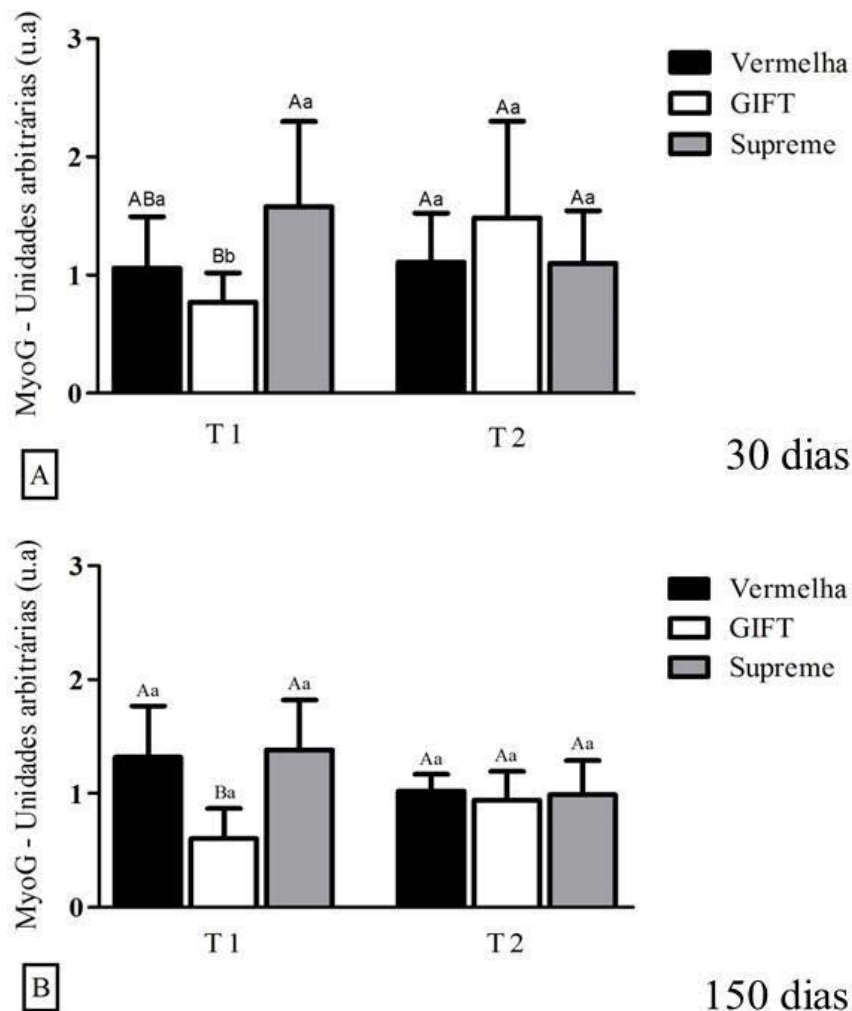 MyoG - Unidades arbitrárias (u.a)
3
2
1
0
ABa
Bb
Aa
Aa
Aa
Aa
T 1
T 2
Vermelha
GIFT
Supreme
A
30 dias
MyoG - Unidades arbitrárias (u.a)
3
2
1
0
Aa
Ba
Aa
Aa
Aa
Aa
T 1
T 2
Vermelha
GIFT
Supreme
B
150 dias